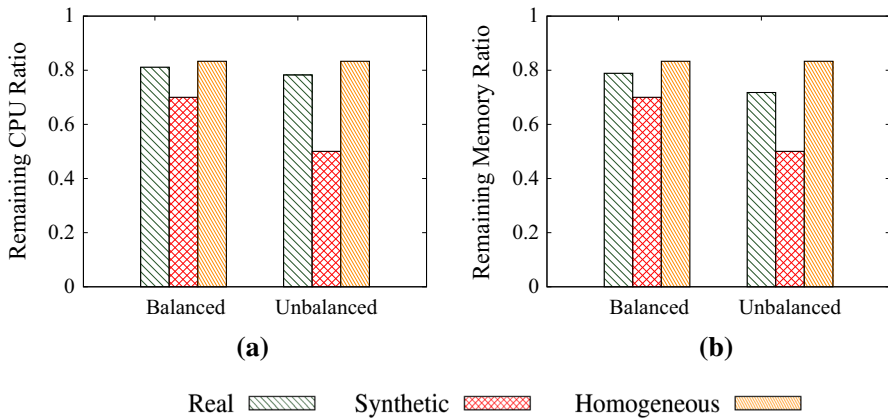 Remaining CPU Ratio
1
0.8
0.6
0.4
0.2
0
Balanced Unbalanced
(a)
Remaining Memory Ratio
1
0.8
0.6
0.4
0.2
0
Balanced Unbalanced
(b)
Real Synthetic Homogeneous